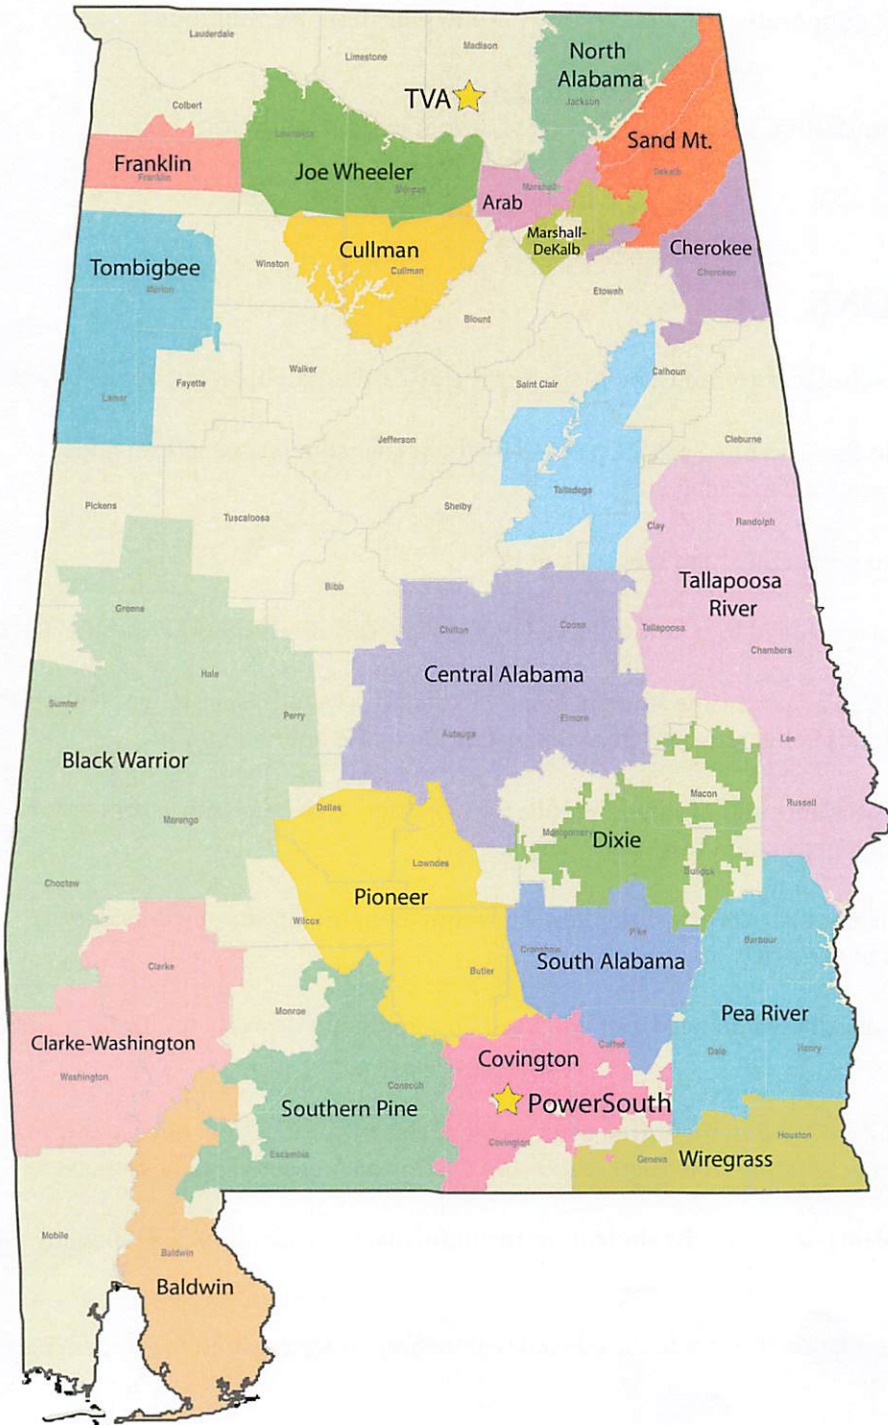 Lauderdale
Limestone
Madison
North
Alabama
Jackson
TVA
Colbert
Lawrence
Sand Mt.
DeKalb
Franklin
Franklin
Joe Wheeler
Morgan
Marshall
Arab
Marshall-
DeKalb
Cherokee
Cherokee
Tombigbee
Marion
Winston
Cullman
Cullman
Etowah
Blount
Walker
Fayette
Lamar
Saint Clair
Calhoun
Jefferson
Cleburne
Talladega
Pickens
Tuscaloosa
Shelby
Clay
Randolph
Bibb
Tallapoosa
River
Greene
Chilton
Coosa
Tallapoosa
Chambers
Hale
Central Alabama
Sumter
Perry
Autauga
Elmore
Lee
Black Warrior
Macon
Russell
Marengo
Dallas
Montgomery
Dixie
Lowndes
Bullock
Choctaw
Pioneer
Wilcox
Crenshaw
Pike
Barbour
Clarke
South Alabama
Butler
Monroe
Pea River
Clarke-Washington
Coffee
Dale
Henry
Washington
Covington
Conecuh
Southern Pine
PowerSouth
Covington
Escambia
Geneva
Houston
Wiregrass
Mobile
Baldwin
Baldwin